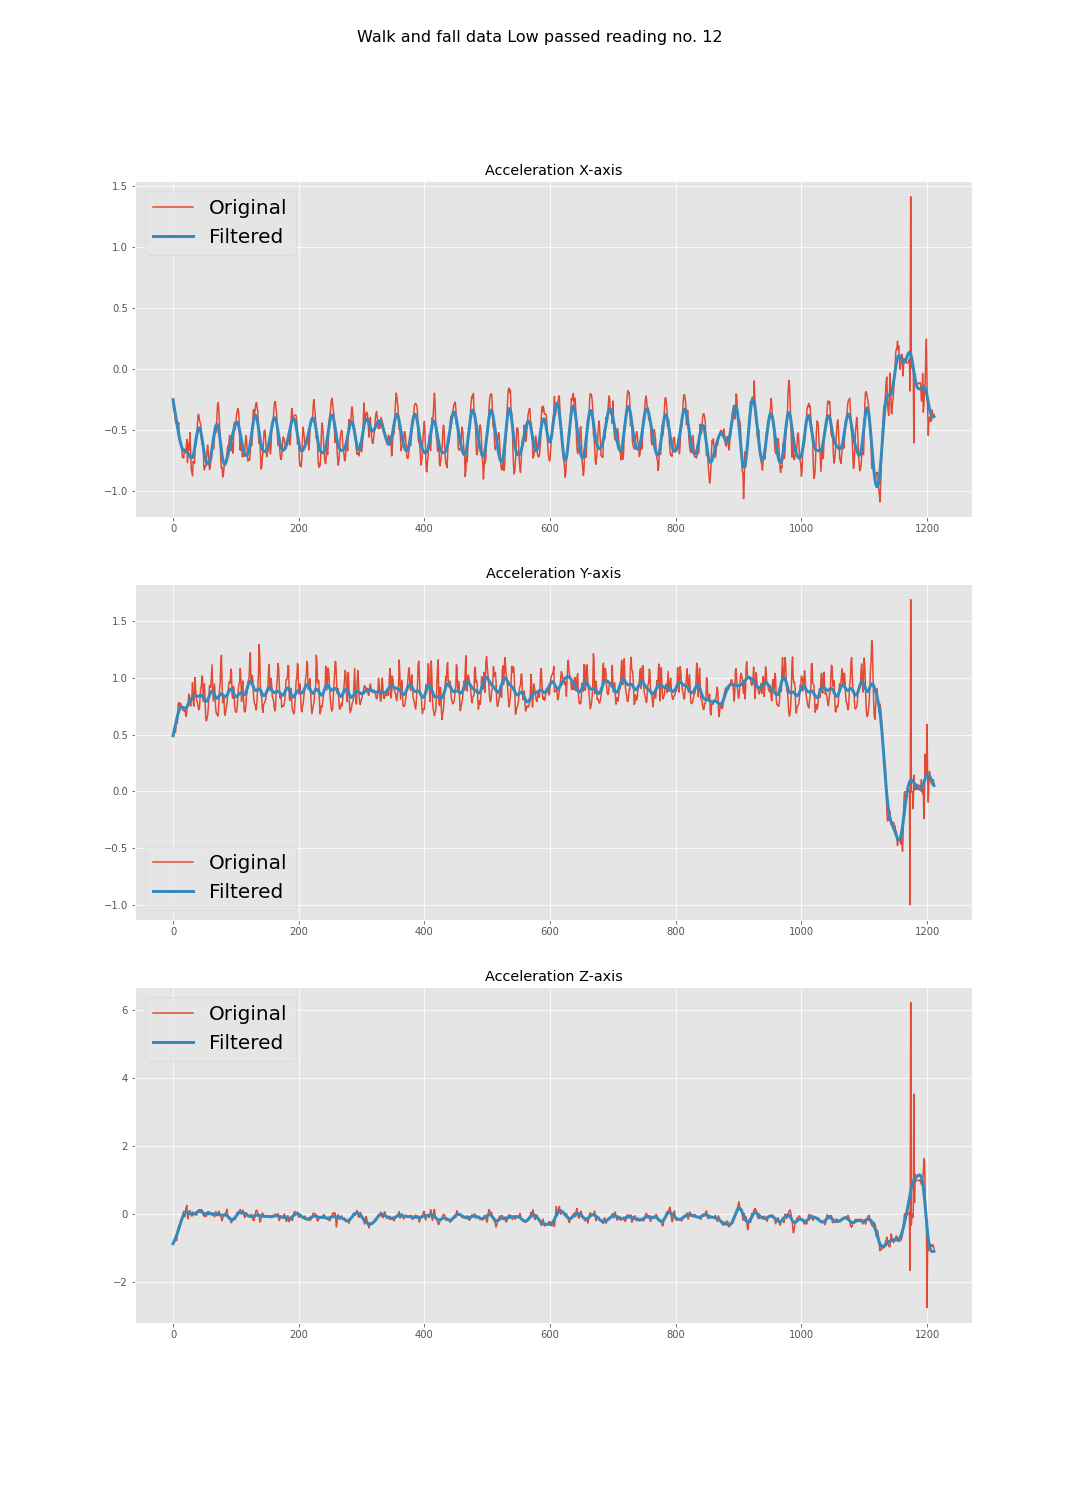 Walk and fall data Low passed reading no. 12
Acceleration X-axis
1.5
1.0
0.5
0.0
−0.5
−1.0
Original
Filtered
0 200 400 600 800 1000 1200
Acceleration Y-axis
1.5
1.0
0.5
0.0
−0.5
−1.0
Original
Filtered
0 200 400 600 800 1000 1200
Acceleration Z-axis
6
4
2
0
−2
Original
Filtered
0 200 400 600 800 1000 1200